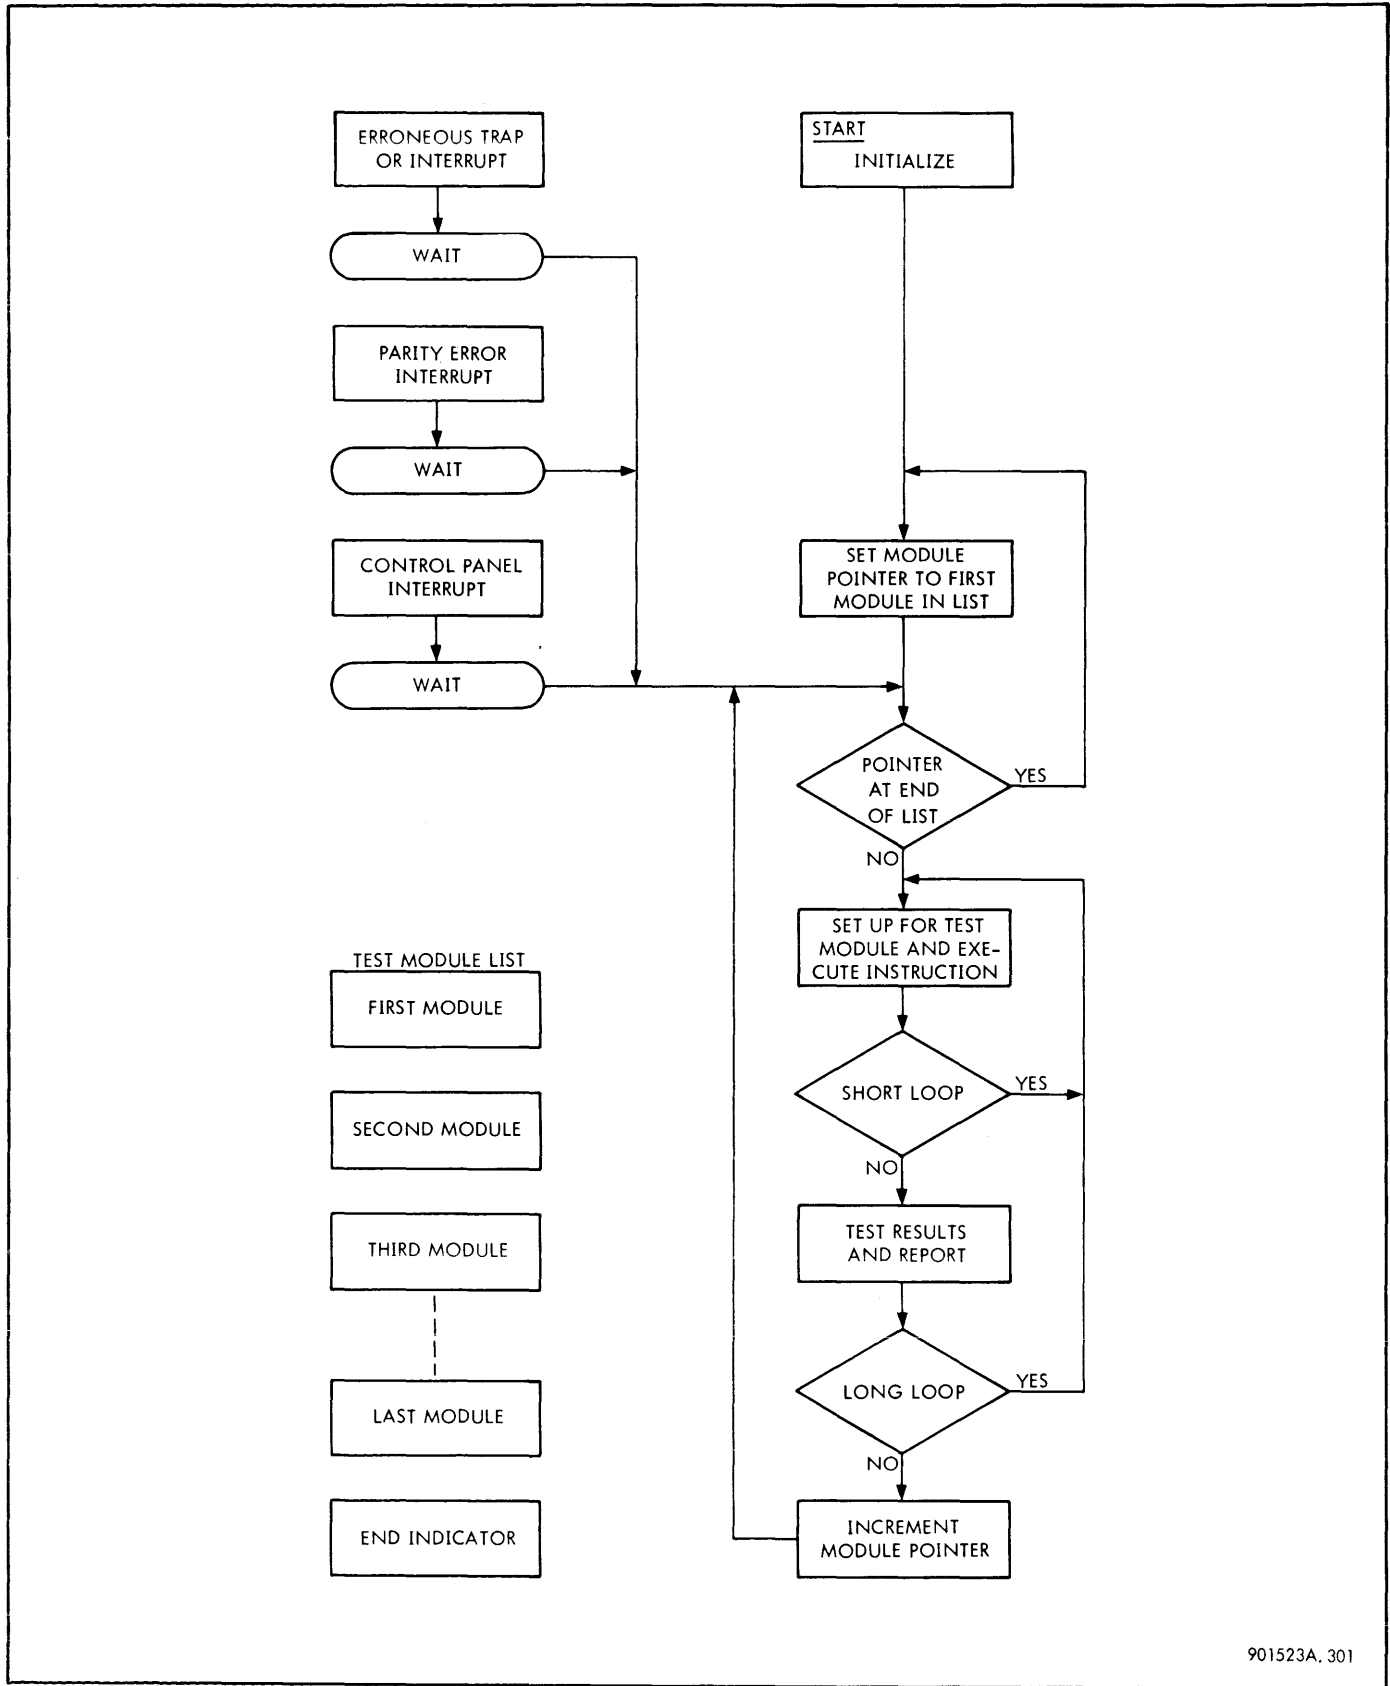 ERRONEOUS TRAP
OR INTERRUPT
WAIT
PARITY ERROR
INTERRUPT
WAIT
CONTROL PANEL
INTERRUPT
WAIT
START
INITIALIZE
SET MODULE
POINTER TO FIRST
MODULE IN LIST
POINTER
AT END
OF LIST
YES
NO
SET UP FOR TEST
MODULE AND EXE-
CUTE INSTRUCTION
SHORT LOOP
YES
NO
TEST RESULTS
AND REPORT
LONG LOOP
YES
NO
INCREMENT
MODULE POINTER
TEST MODULE LIST
FIRST MODULE
SECOND MODULE
THIRD MODULE
LAST MODULE
END INDICATOR
901523A. 301